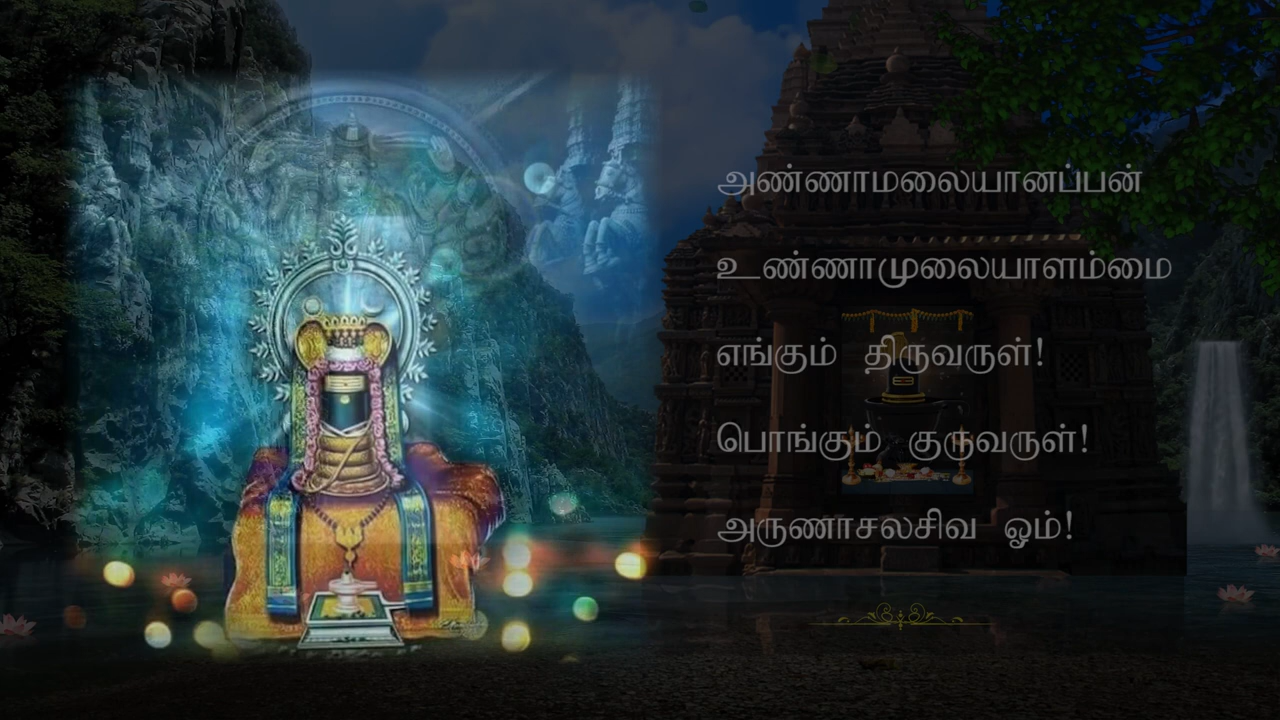 அண்ணாமலையானப்பன்
உண்ணாமுலையாளம்மை
எங்கும் திருவருள்!
பொங்கும் குருவருள்!
அருணாசலசிவ ஓம்!